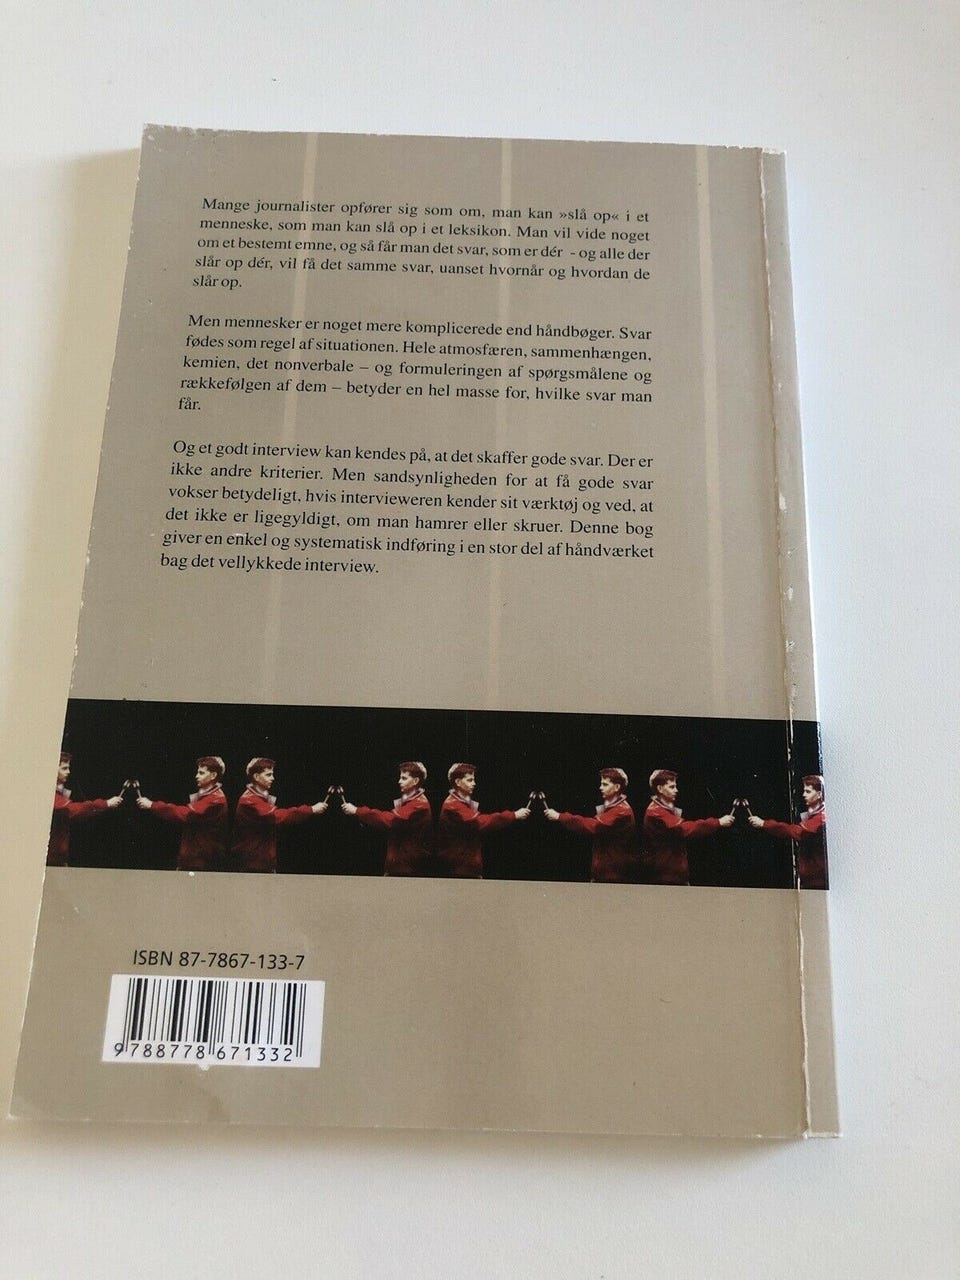 Mange journalister opfører sig som om, man kan »slå op« i et
menneske, som man kan slå op i et leksikon. Man vil vide noget
om et bestemt emne, og så får man det svar, som er dér - og alle der
slår op dér, vil få det samme svar, uanset hvornår og hvordan de
slår op.
Men mennesker er noget mere komplicerede end håndbøger. Svar
fødes som regel af situationen. Hele atmosfæren, sammenhængen,
kemien, det nonverbale – og formuleringen af spørgsmålene og
rækkefølgen af dem – betyder en hel masse for, hvilke svar man
får.
Og et godt interview kan kendes på, at det skaffer gode svar. Der er
ikke andre kriterier. Men sandsynligheden for at få gode svar
vokser betydeligt, hvis intervieweren kender sit værktøj og ved, at
det ikke er ligegyldigt, om man hamrer eller skruer. Denne bog
giver en enkel og systematisk indføring i en stor del af håndværket
bag det vellykkede interview.
ISBN 87-7867-133-7
9 788778 671332